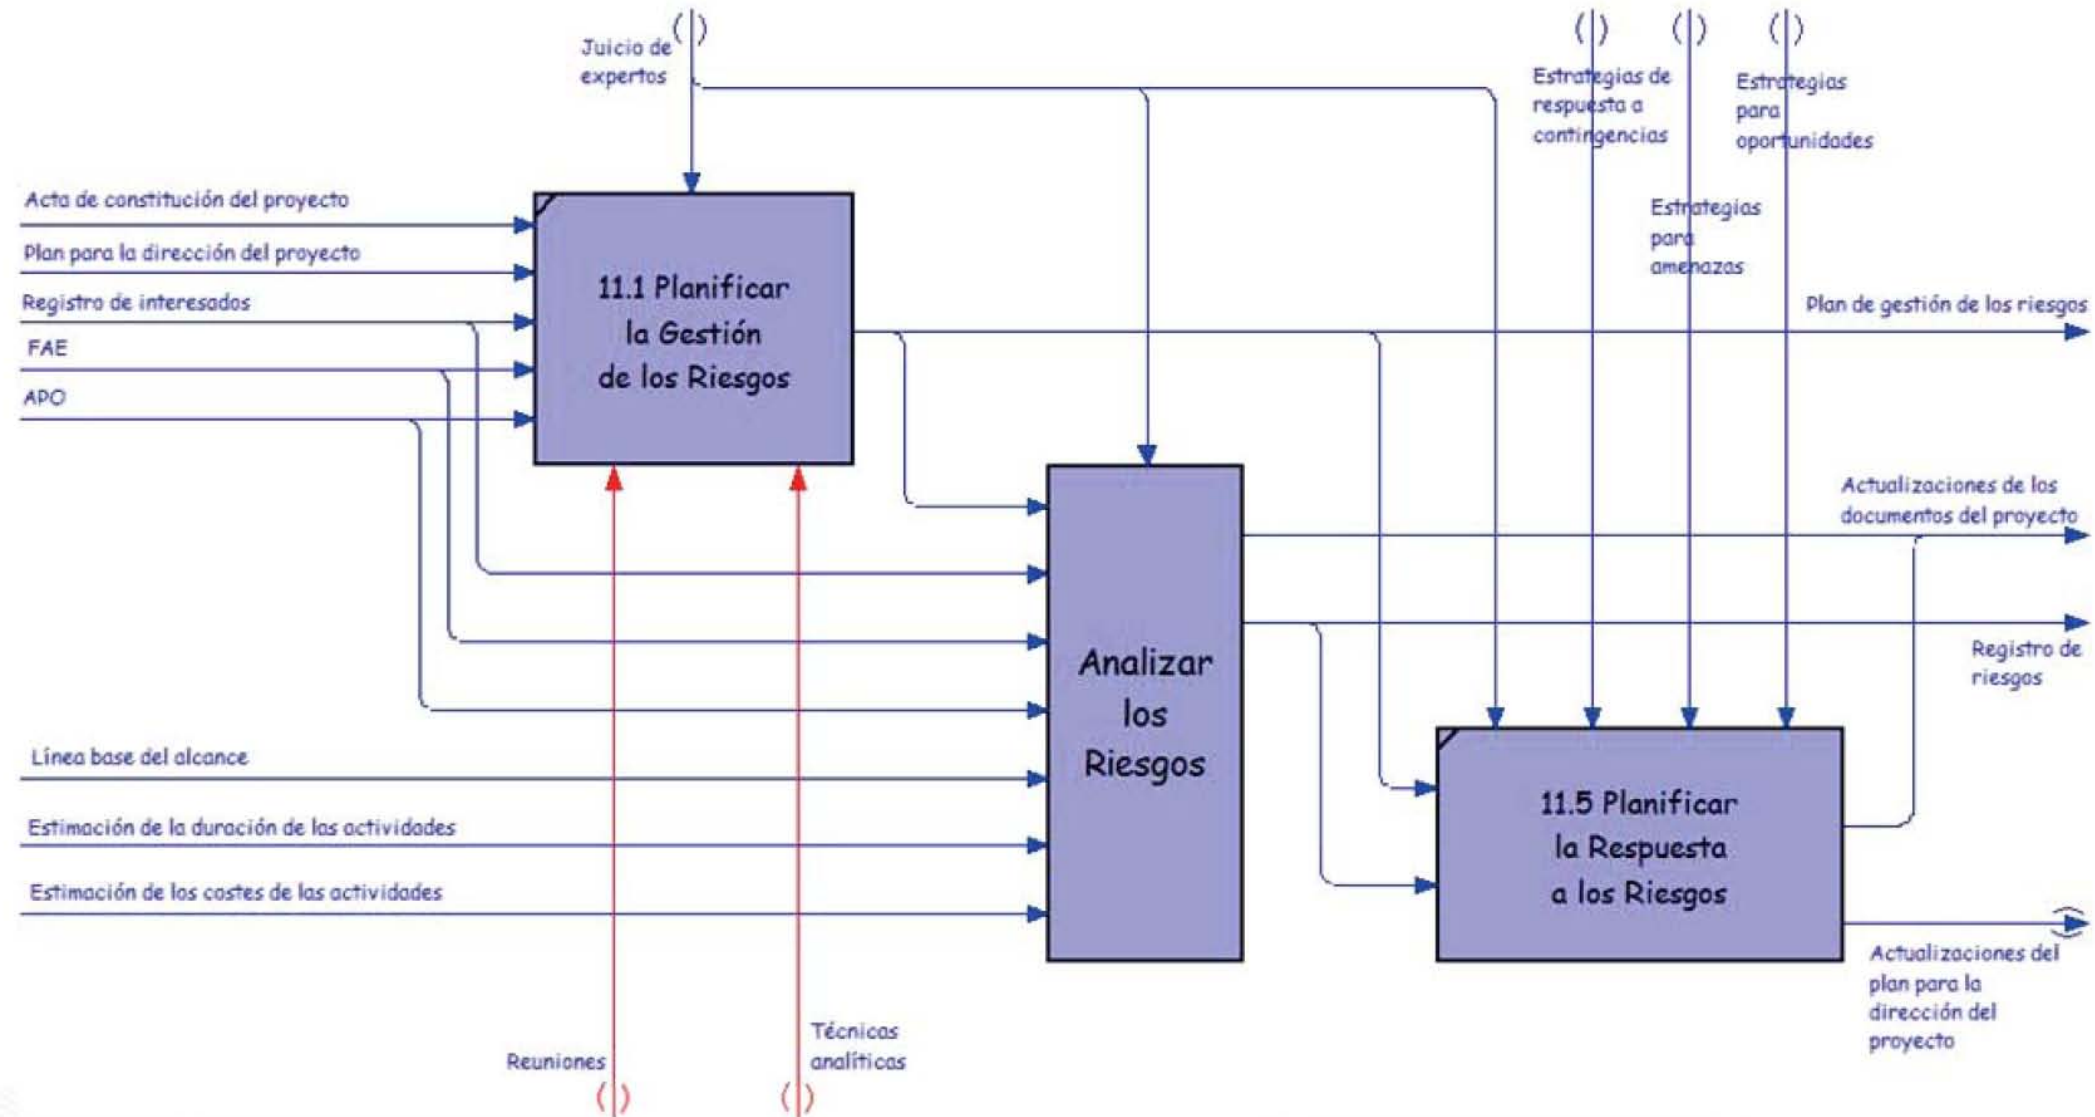 Juicio de
expertos
Estrategias de
respuesta a
contingencias
Estrategias
para
oportunidades
Estrategias
para
amenazas
Acta de constitución del proyecto
Plan para la dirección del proyecto
Registro de interesados
FAE
APO
11.1 Planificar
la Gestión
de los Riesgos
Plan de gestión de los riesgos
Actualizaciones de los
documentos del proyecto
Registro de
riesgos
Analizar
los
Riesgos
Línea base del alcance
Estimación de la duración de las actividades
Estimación de los costes de las actividades
11.5 Planificar
la Respuesta
a los Riesgos
Actualizaciones del
plan para la
dirección del
proyecto
Reuniones
Técnicas
analíticas